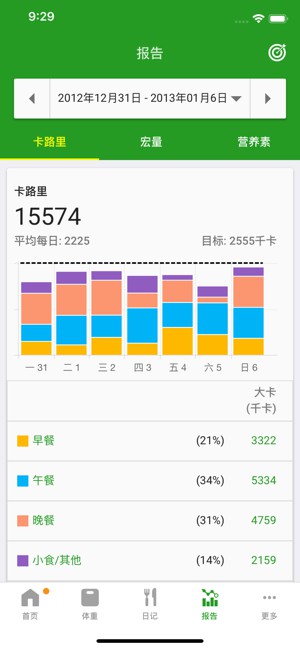 9:29
报告
2012年12月31日 - 2013年01月6日
卡路里 宏量 营养素
卡路里
15574
平均每日: 2225 目标: 2555千卡
一 31 二 1 三 2 四 3 五 4 六 5 日 6
大卡
(千卡)
早餐 (21%) 3322
午餐 (34%) 5334
晚餐 (31%) 4759
小食/其他 (14%) 2159
首页 体重 日记 报告 更多